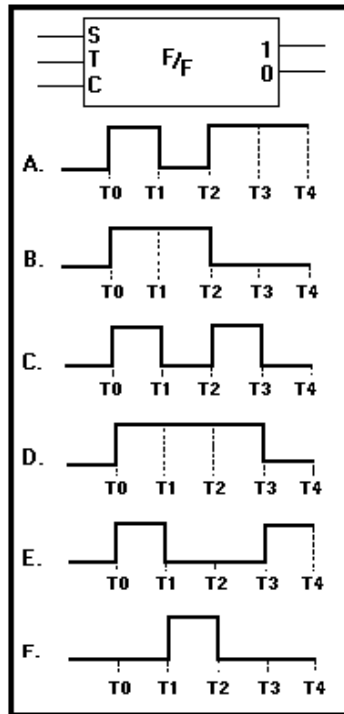 S
T
C
F/F
1
0
A.
T0 T1 T2 T3 T4
B.
T0 T1 T2 T3 T4
C.
T0 T1 T2 T3 T4
D.
T0 T1 T2 T3 T4
E.
T0 T1 T2 T3 T4
F.
T0 T1 T2 T3 T4